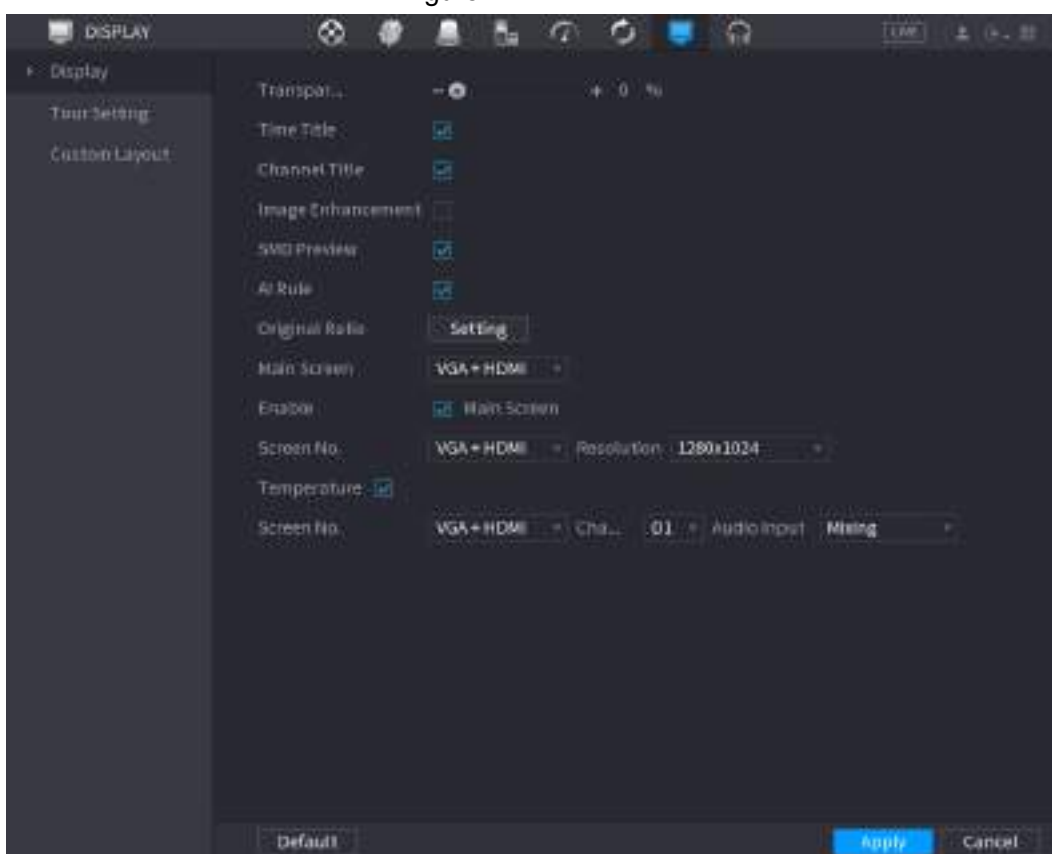 DISPLAY LIVE
Display
Tour Setting
Custom Layout
Transpar... 0 %
Time Title
Channel Title
Image Enhancement
SMD Preview
AI Rule
Original Ratio Setting
Main Screen VGA + HDMI
Enable Main Screen
Screen No. VGA + HDMI Resolution 1280x1024
Temperature
Screen No. VGA + HDMI Cha... 01 Audio Input Mixing
Default Apply Cancel